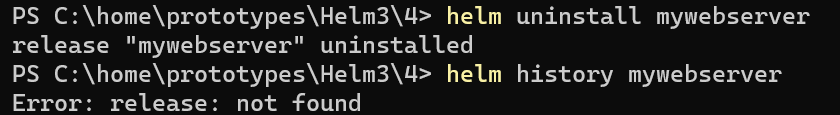 PS C:\home\prototypes\Helm3\4> helm uninstall mywebserver
release "mywebserver" uninstalled
PS C:\home\prototypes\Helm3\4> helm history mywebserver
Error: release: not found